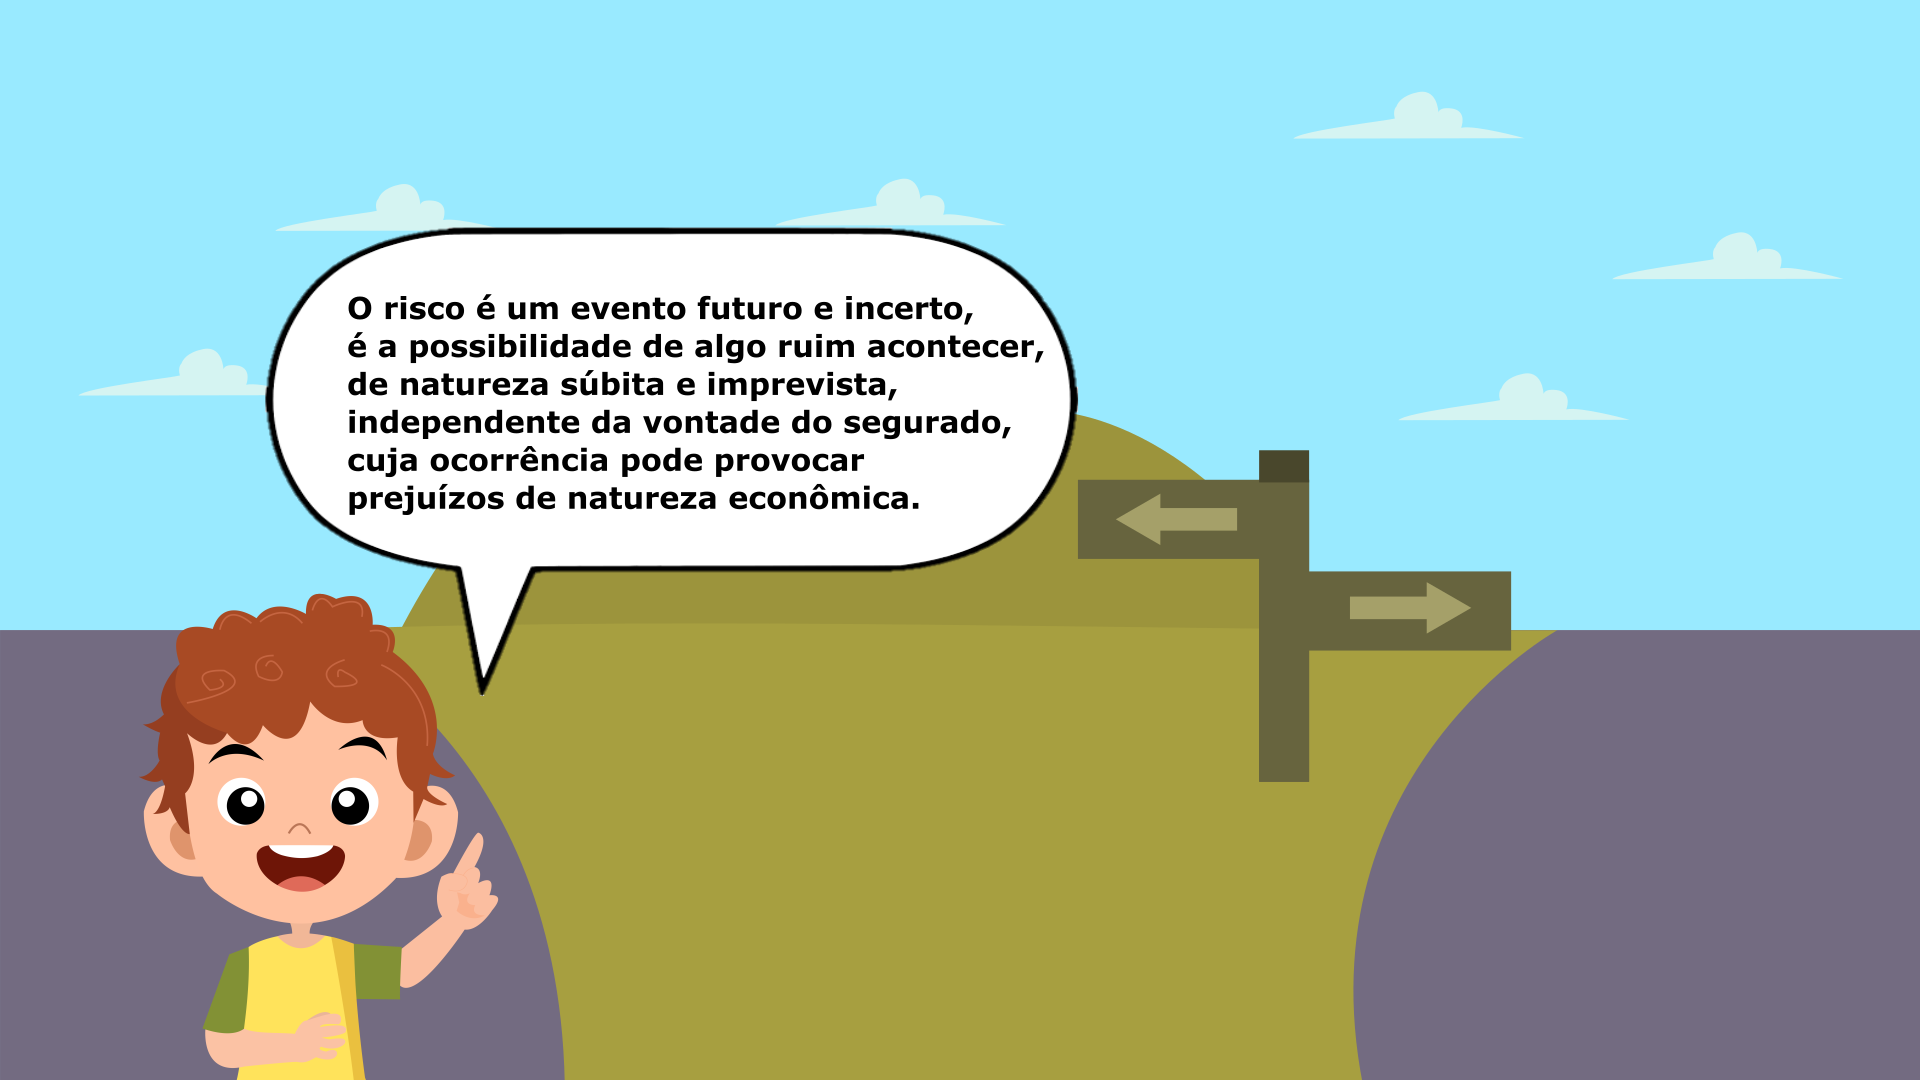 O risco é um evento futuro e incerto,
é a possibilidade de algo ruim acontecer,
de natureza súbita e imprevista,
independente da vontade do segurado,
cuja ocorrência pode provocar
prejuízos de natureza econômica.